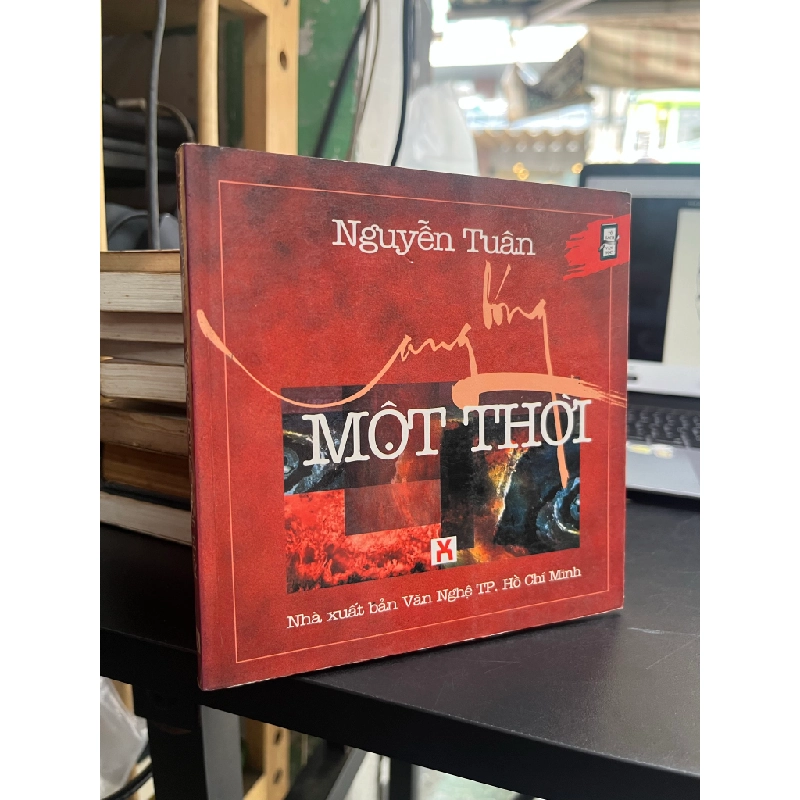 Nguyễn Tuân
Vang bóng
MỘT THỜI
Nhà xuất bản Văn Nghệ TP. Hồ Chí Minh